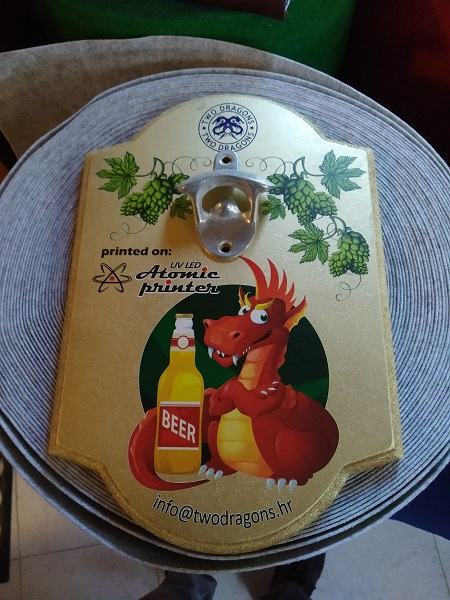 TWO DRAGONS
TWO DRAGONS
printed on:
UV LED
Atomic
printer
BEER
info@twodragons.hr